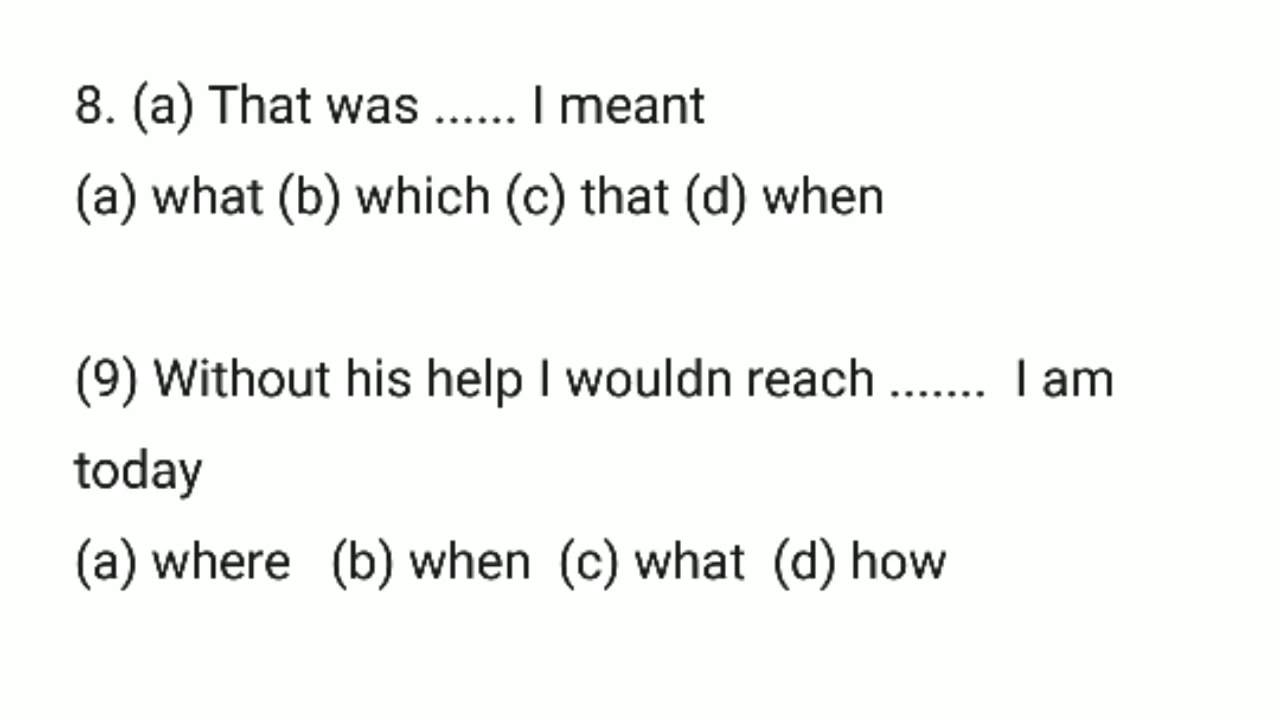 8. (a) That was ...... I meant
(a) what (b) which (c) that (d) when
(9) Without his help I wouldn reach ....... I am
today
(a) where (b) when (c) what (d) how